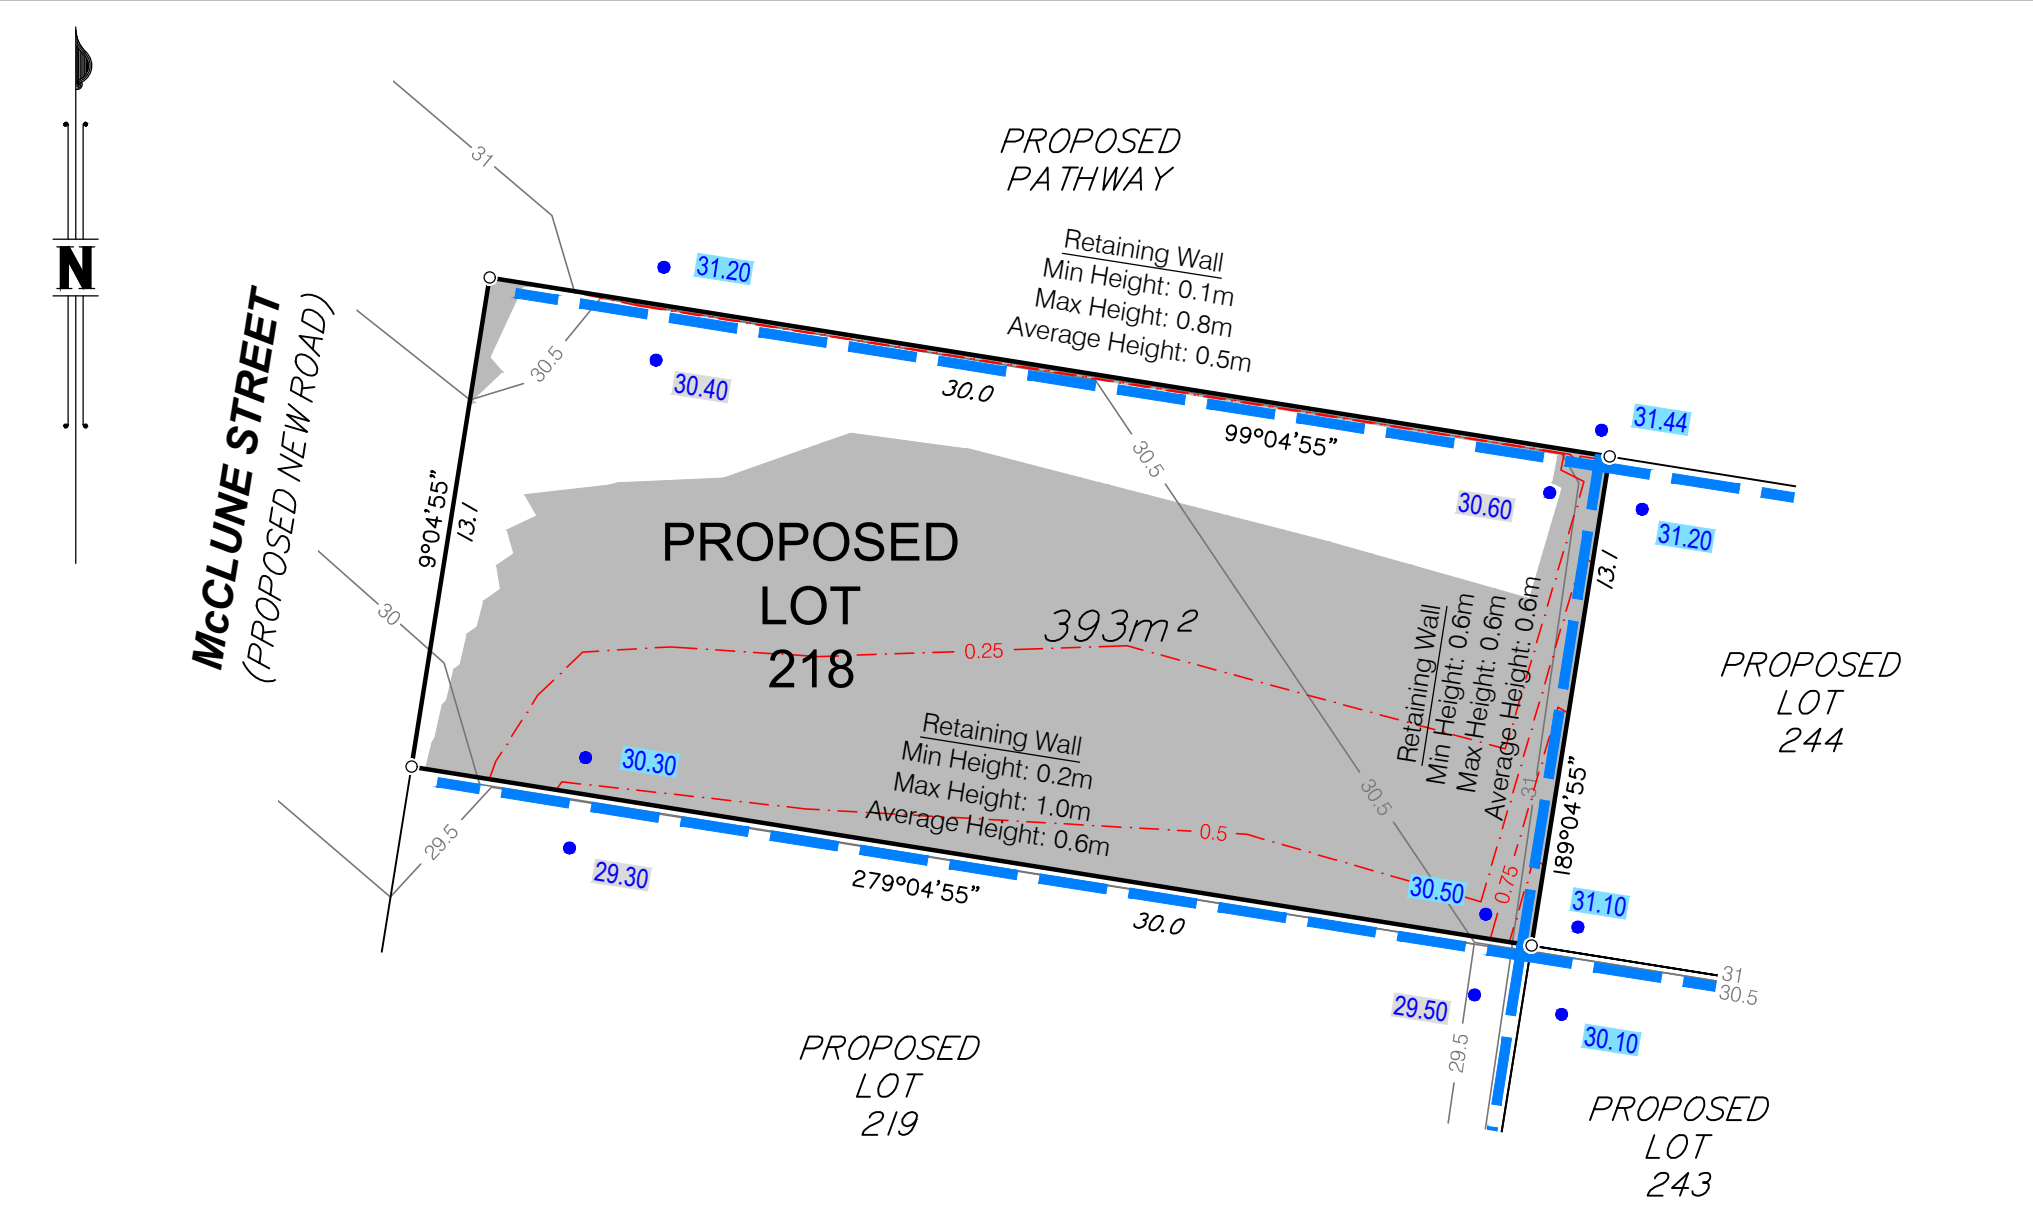 N
31
PROPOSED
PATHWAY
Retaining Wall
Min Height: 0.1m
Max Height: 0.8m
Average Height: 0.5m
31.20
30.5
30.40
30.0
99°04'55"
31.44
30.60
31.20
McCLUNE STREET
(PROPOSED NEW ROAD)
9°04'55"
13.1
30.5
13.1
PROPOSED
LOT
218
393m²
30
0.25
Retaining Wall
Min Height: 0.6m
Max Height: 0.6m
Average Height: 0.6m
PROPOSED
LOT
244
30.30
Retaining Wall
Min Height: 0.2m
Max Height: 1.0m
Average Height: 0.6m
30.5
31
189°04'55"
0.5
0.75
29.5
29.30
279°04'55"
30.0
30.50
31.10
31
30.5
29.50
30.10
29.5
PROPOSED
LOT
219
PROPOSED
LOT
243